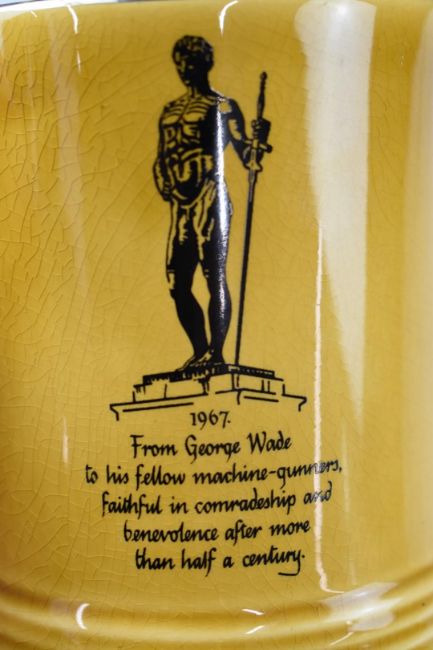 1967.
From George Wade
to his fellow machine-gunners,
faithful in comradeship and
benevolence after more
than half a century.